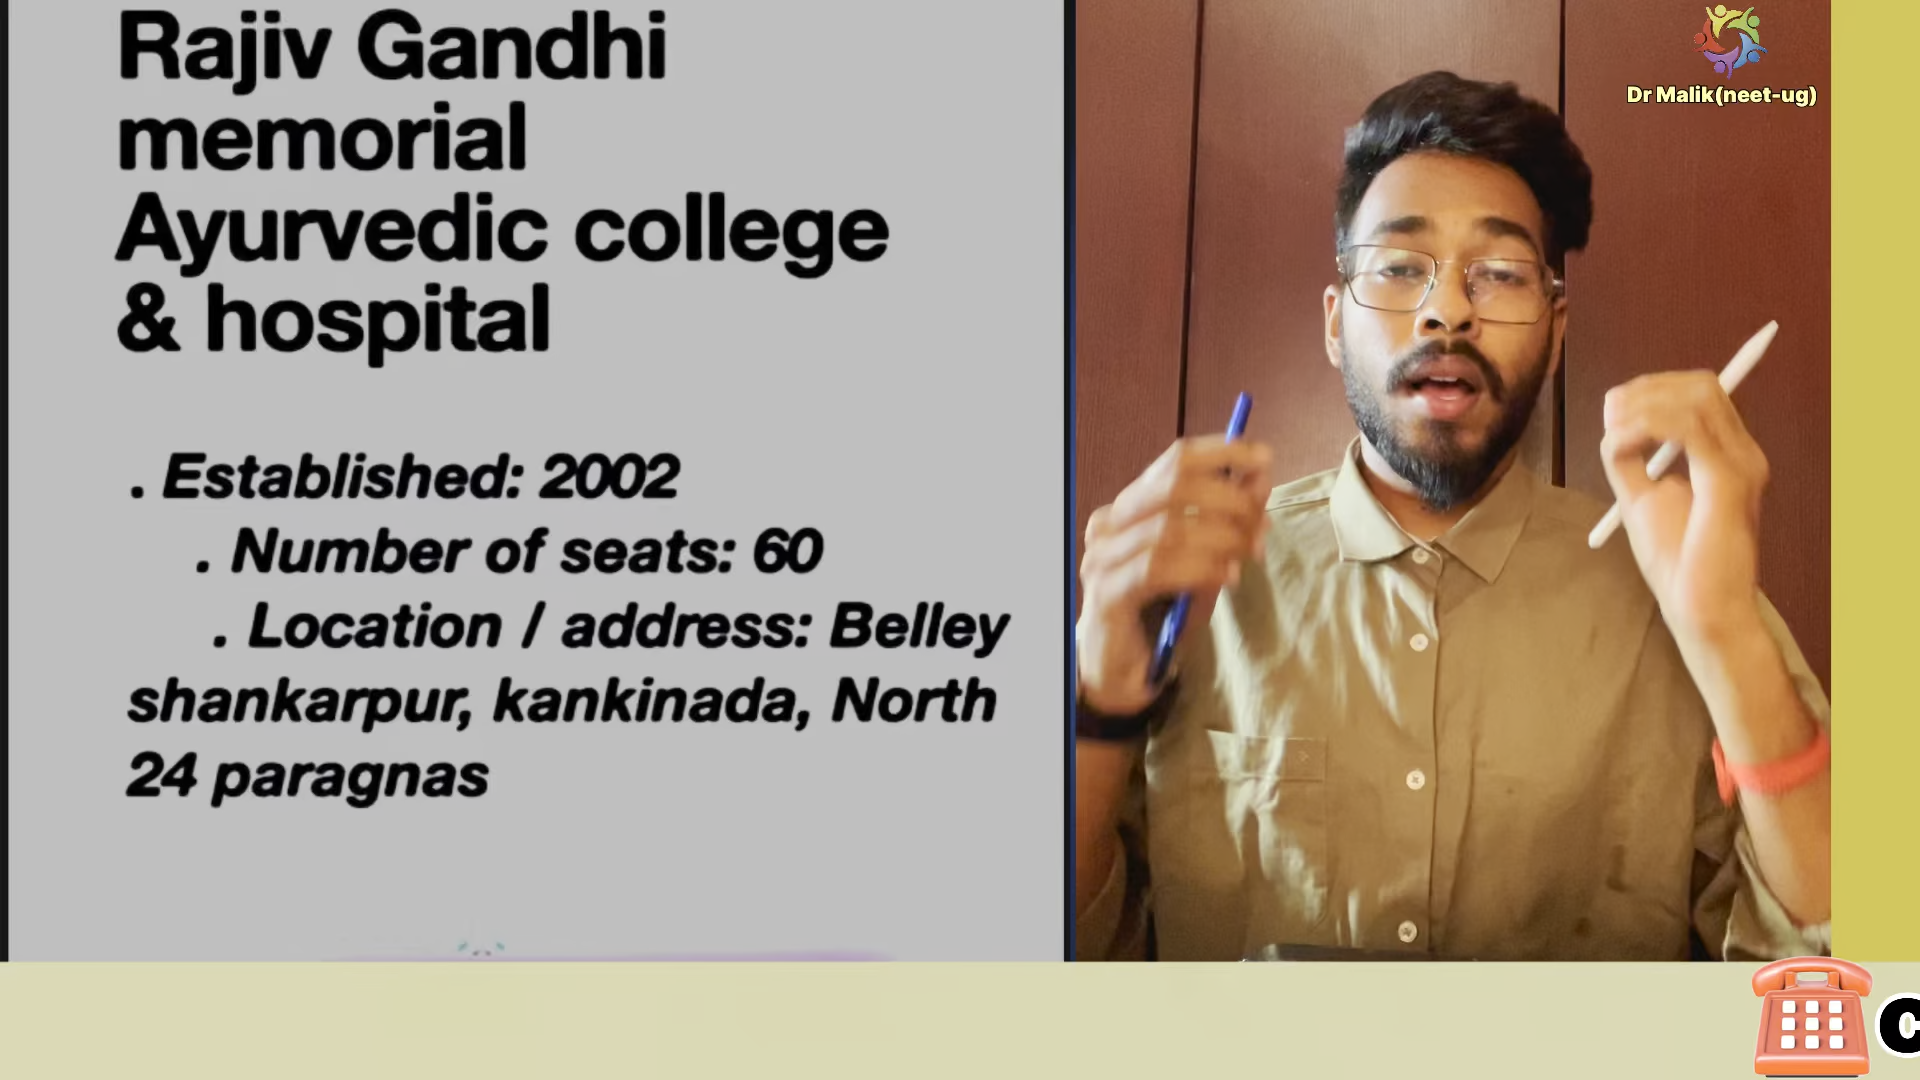 Rajiv Gandhi
memorial
Ayurvedic college
& hospital
. Established: 2002
. Number of seats: 60
. Location / address: Belley
shankarpur, kankinada, North
24 paragnas
Dr Malik(neet-ug)